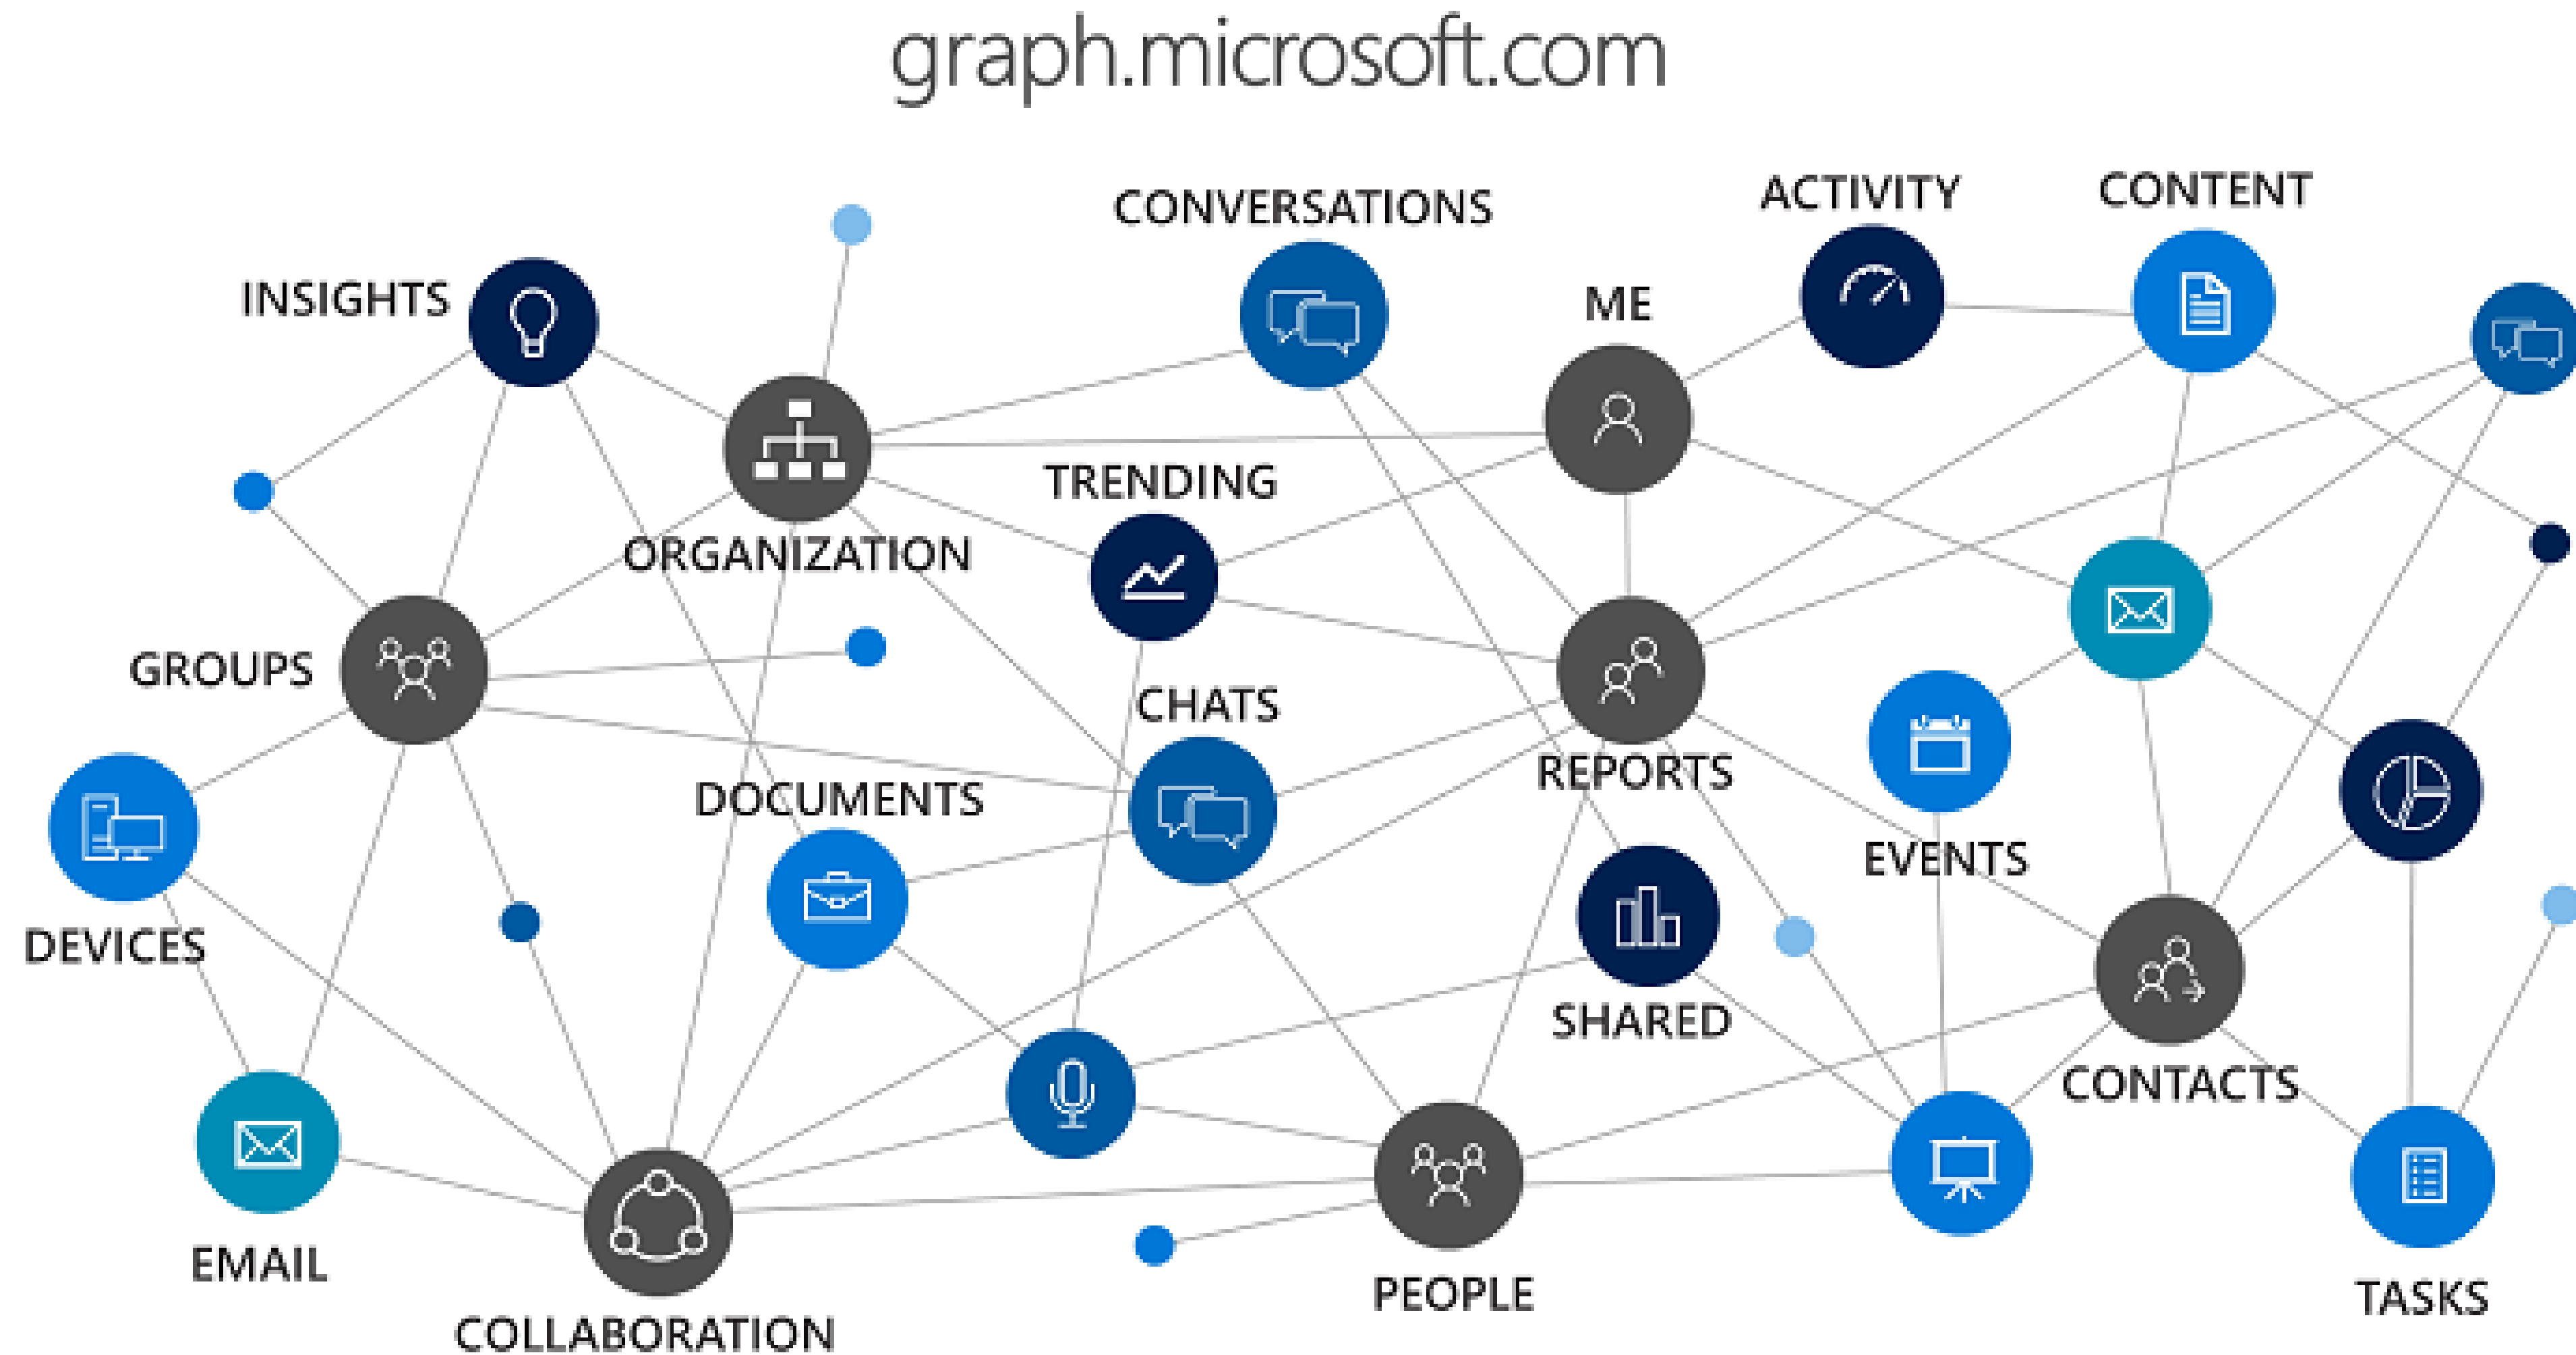 graph.microsoft.com
CONVERSATIONS
ACTIVITY
CONTENT
INSIGHTS
ME
TRENDING
ORGANIZATION
GROUPS
CHATS
REPORTS
DOCUMENTS
EVENTS
DEVICES
SHARED
CONTACTS
EMAIL
PEOPLE
TASKS
COLLABORATION